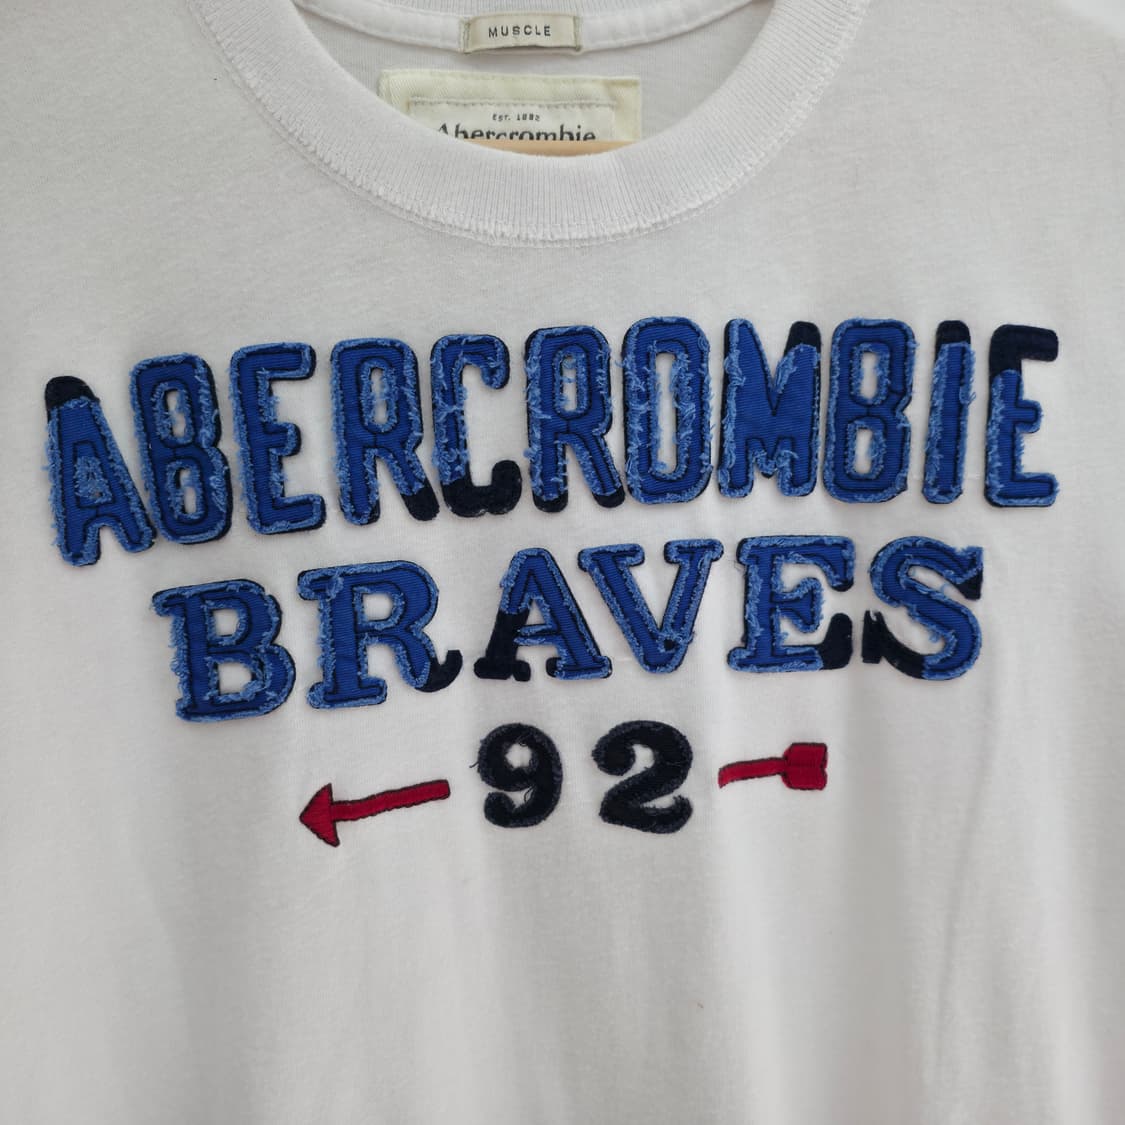 MUSCLE
EST. 1892
Abercrombie
ABERCROMBIE
BRAVES
92